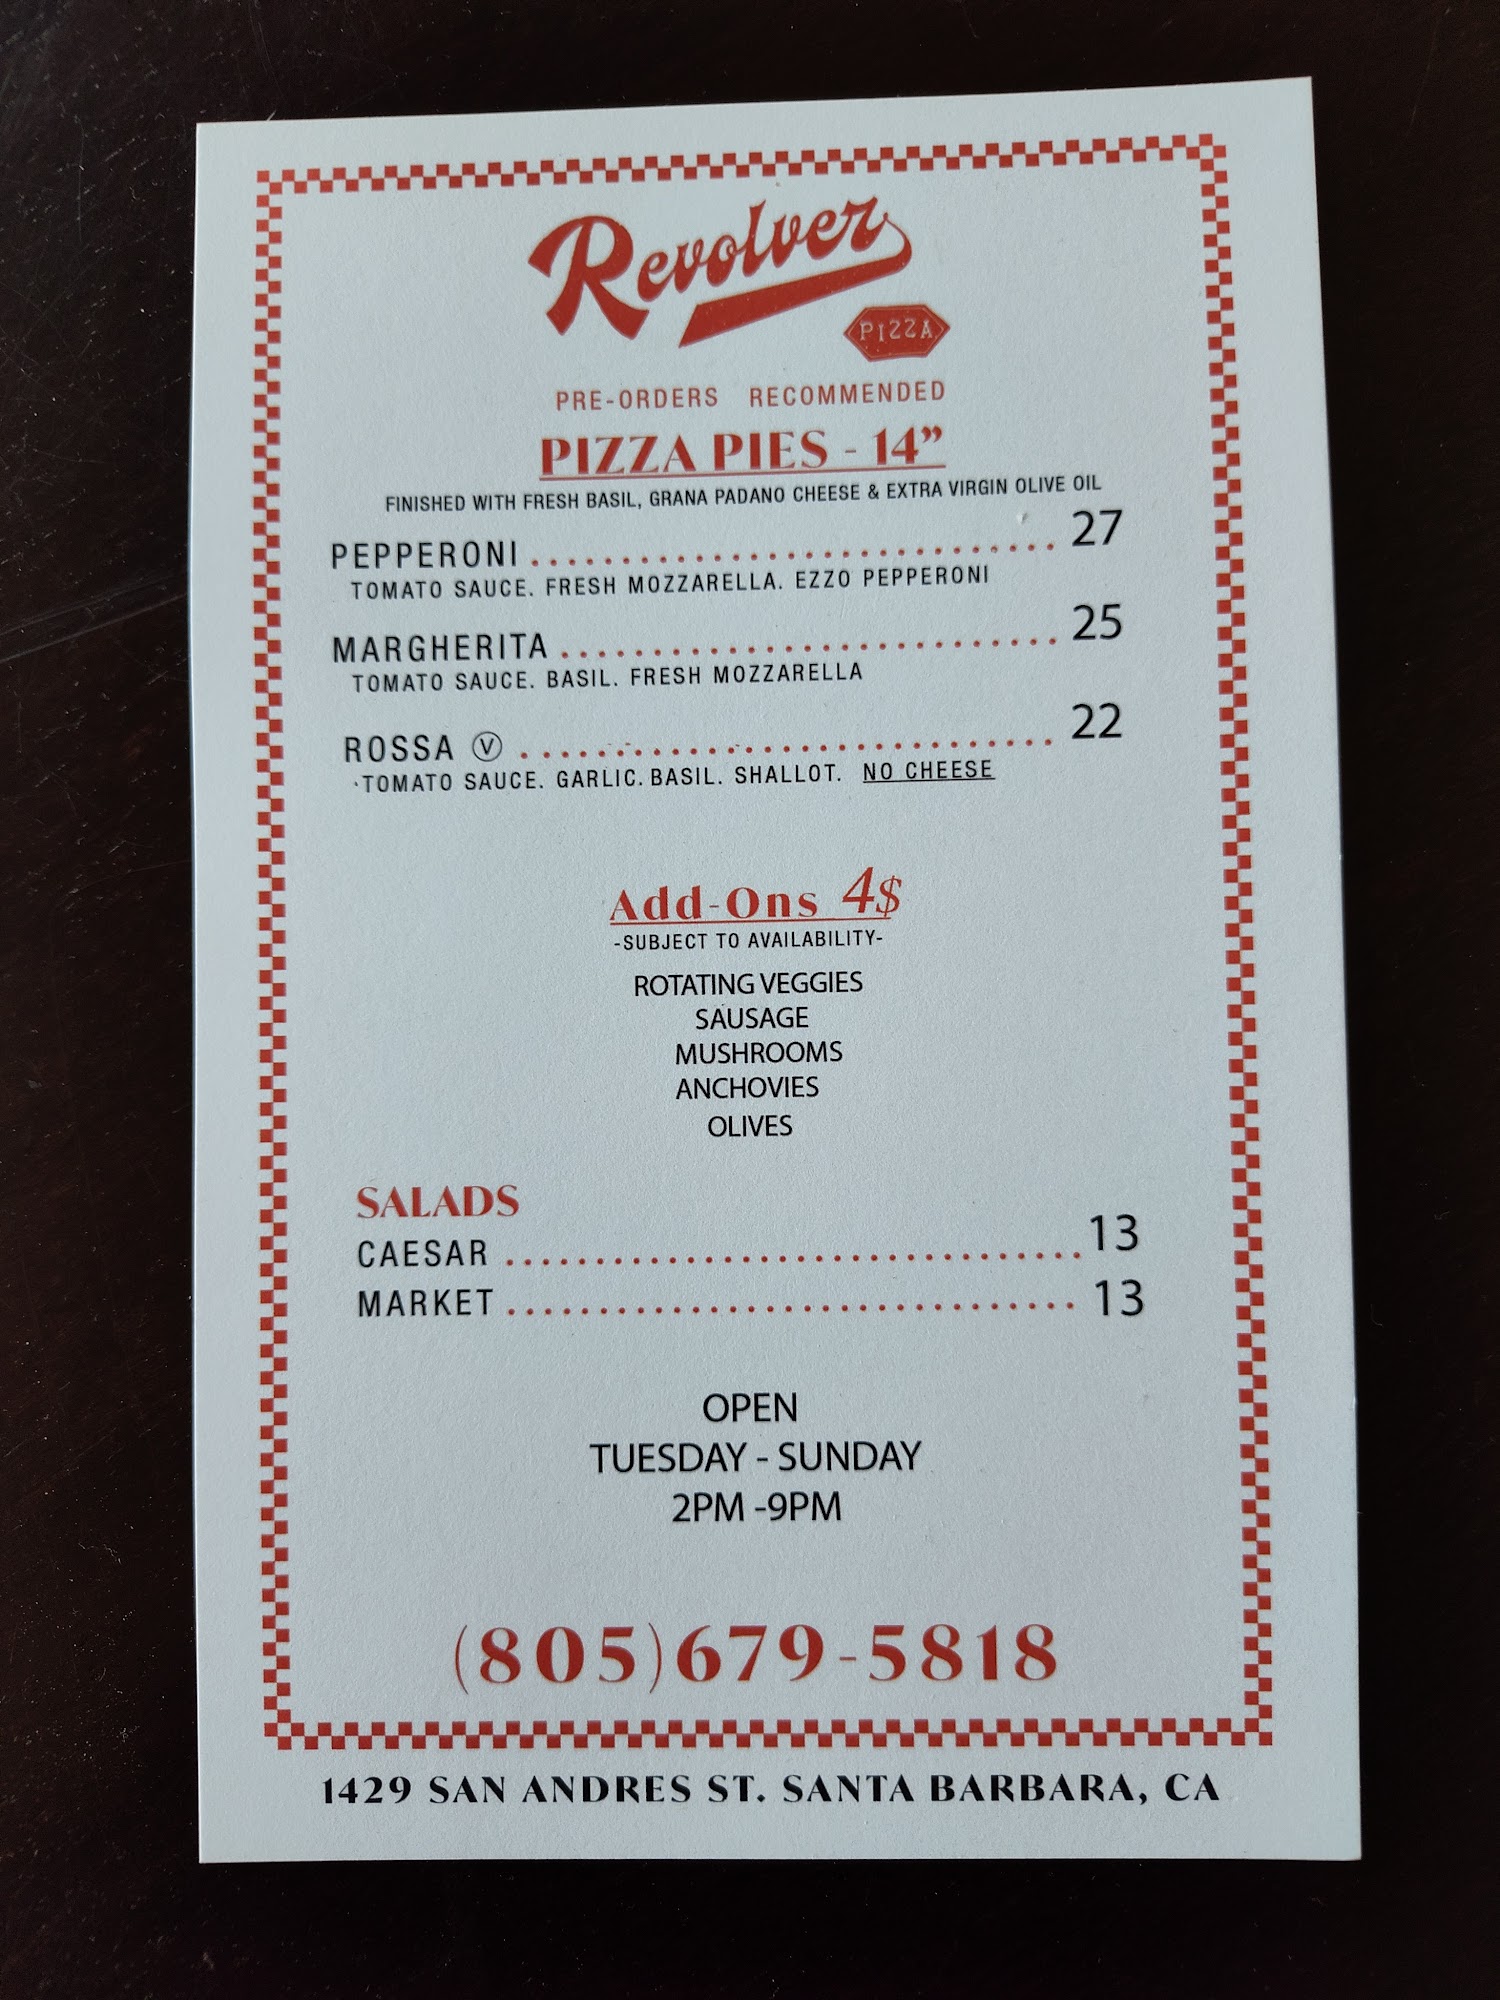 Revolver
PIZZA
PRE-ORDERS RECOMMENDED
PIZZA PIES - 14”
FINISHED WITH FRESH BASIL, GRANA PADANO CHEESE & EXTRA VIRGIN OLIVE OIL
PEPPERONI .............................. 27
TOMATO SAUCE. FRESH MOZZARELLA. EZZO PEPPERONI
MARGHERITA ............................ 25
TOMATO SAUCE. BASIL. FRESH MOZZARELLA
ROSSA Ⓥ .............................. 22
TOMATO SAUCE. GARLIC. BASIL. SHALLOT. NO CHEESE
Add-Ons 4$
-SUBJECT TO AVAILABILITY-
ROTATING VEGGIES
SAUSAGE
MUSHROOMS
ANCHOVIES
OLIVES
SALADS
CAESAR ................................ 13
MARKET ................................ 13
OPEN
TUESDAY - SUNDAY
2PM -9PM
(805)679-5818
1429 SAN ANDRES ST. SANTA BARBARA, CA